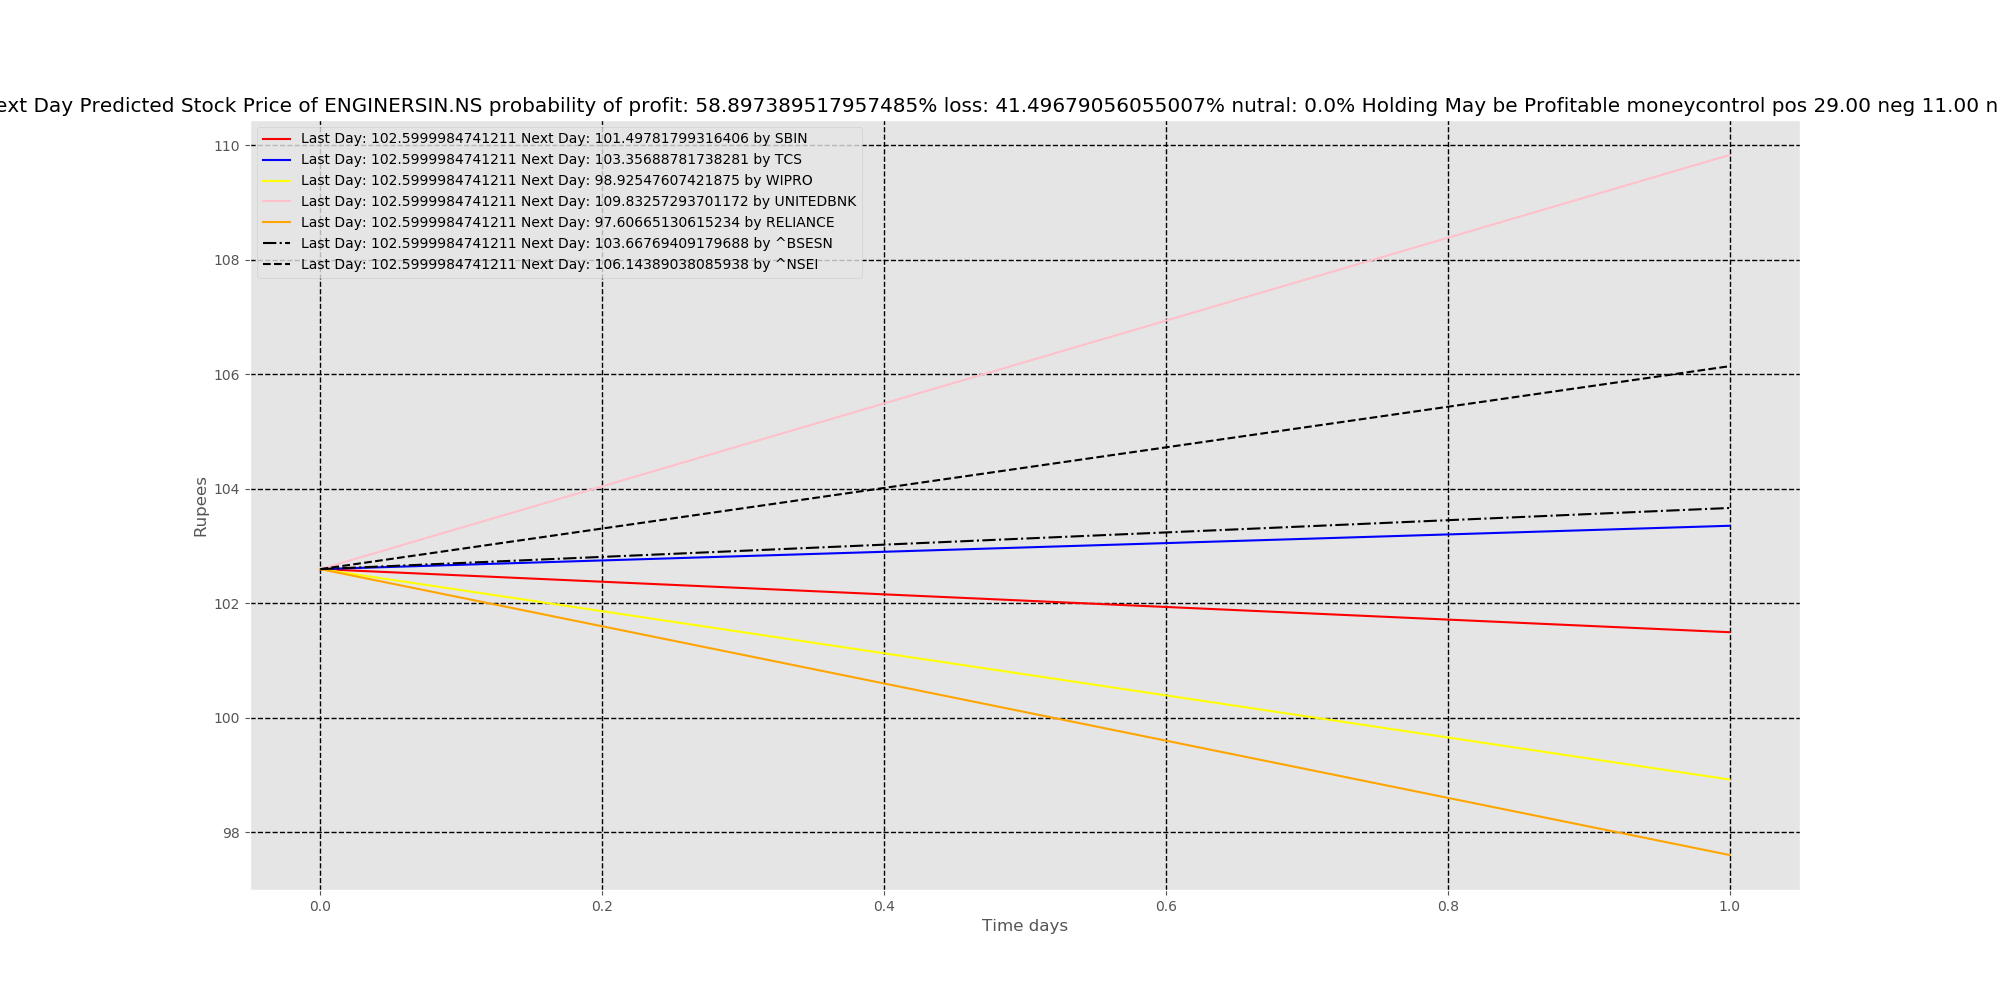 ext Day Predicted Stock Price of ENGINERSIN.NS probability of profit: 58.897389517957485% loss: 41.49679056055007% nutral: 0.0% Holding May be Profitable moneycontrol pos 29.00 neg 11.00 n
Last Day: 102.5999984741211 Next Day: 101.49781799316406 by SBIN
Last Day: 102.5999984741211 Next Day: 103.35688781738281 by TCS
Last Day: 102.5999984741211 Next Day: 98.92547607421875 by WIPRO
Last Day: 102.5999984741211 Next Day: 109.83257293701172 by UNITEDBNK
Last Day: 102.5999984741211 Next Day: 97.60665130615234 by RELIANCE
Last Day: 102.5999984741211 Next Day: 103.66769409179688 by ^BSESN
Last Day: 102.5999984741211 Next Day: 106.14389038085938 by ^NSEI
110
108
106
104
102
100
98
Rupees
0.0 0.2 0.4 0.6 0.8 1.0
Time days